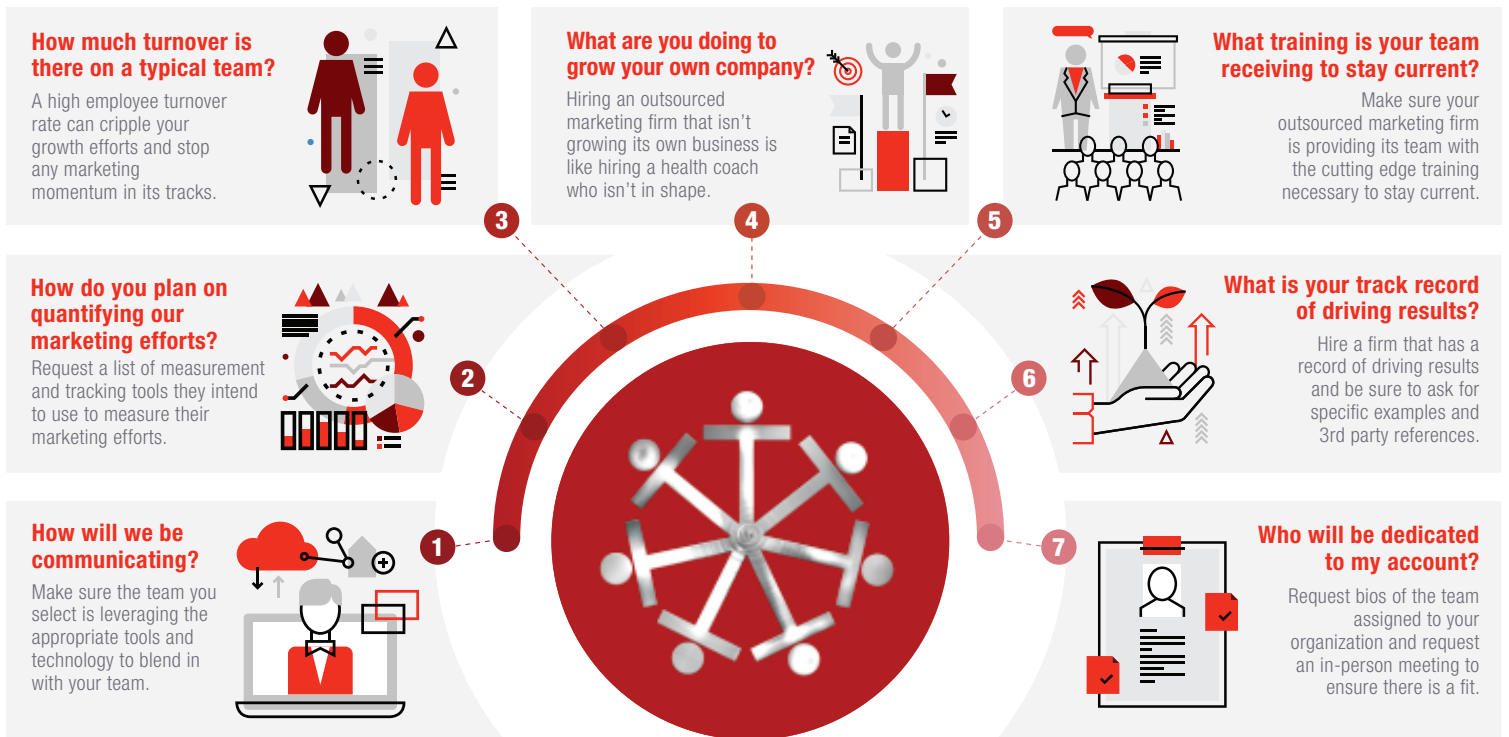 How much turnover is
there on a typical team?
A high employee turnover
rate can cripple your
growth efforts and stop
any marketing
momentum in its tracks.
3
What are you doing to
grow your own company?
Hiring an outsourced
marketing firm that isn't
growing its own business is
like hiring a health coach
who isn't in shape.
4
What training is your team
receiving to stay current?
Make sure your
outsourced marketing firm
is providing its team with
the cutting edge training
necessary to stay current.
5
How do you plan on
quantifying our
marketing efforts?
Request a list of measurement
and tracking tools they intend
to use to measure their
marketing efforts.
2
What is your track record
of driving results?
Hire a firm that has a
record of driving results
and be sure to ask for
specific examples and
3rd party references.
6
How will we be
communicating?
Make sure the team you
select is leveraging the
appropriate tools and
technology to blend in
with your team.
1
Who will be dedicated
to my account?
Request bios of the team
assigned to your
organization and request
an in-person meeting to
ensure there is a fit.
7